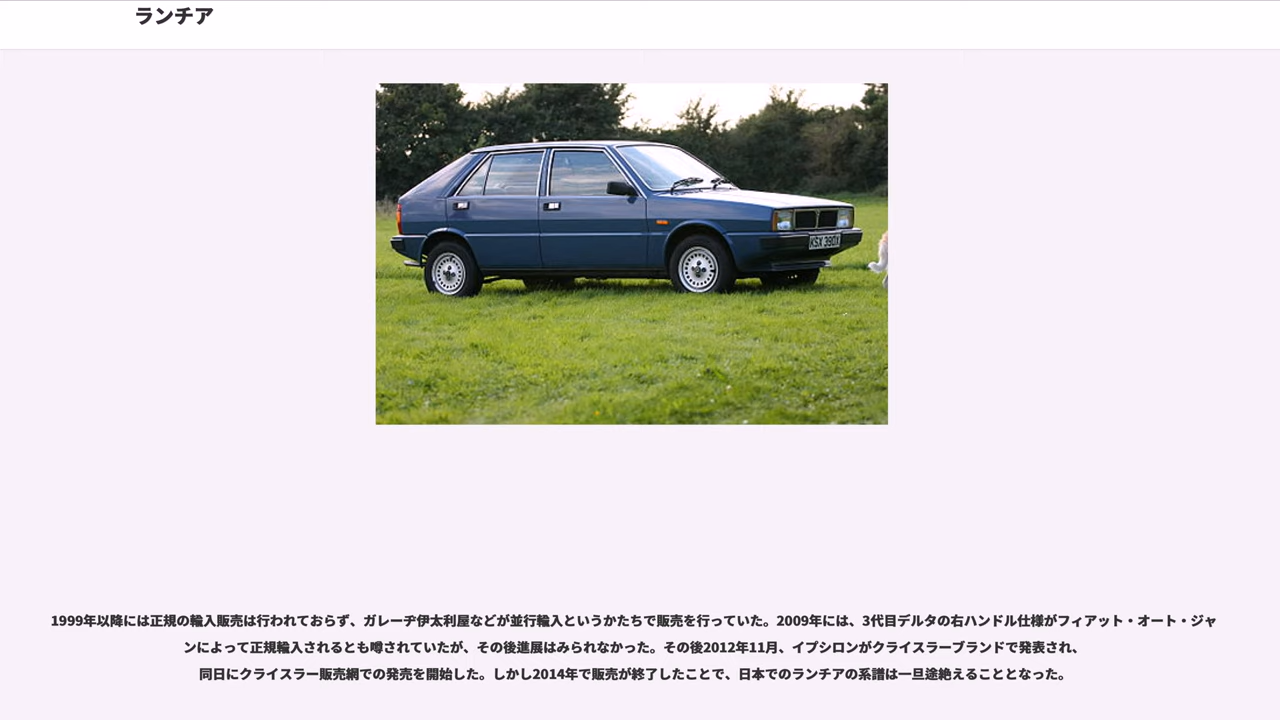 ランチア
KSX 390X
1999年以降には正規の輸入販売は行われておらず、ガレーヂ伊太利屋などが並行輸入というかたちで販売を行っていた。2009年には、3代目デルタの右ハンドル仕様がフィアット・オート・ジャ
ンによって正規輸入されるとも噂されていたが、その後進展はみられなかった。その後2012年11月、イプシロンがクライスラーブランドで発表され、
同日にクライスラー販売網での発売を開始した。しかし2014年で販売が終了したことで、日本でのランチアの系譜は一旦途絶えることとなった。